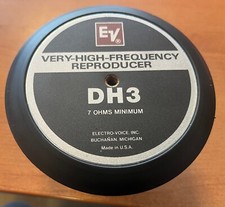 EV
VERY-HIGH-FREQUENCY
REPRODUCER
DH3
7 OHMS MINIMUM
ELECTRO-VOICE, INC.
BUCHANAN, MICHIGAN
Made in U.S.A.